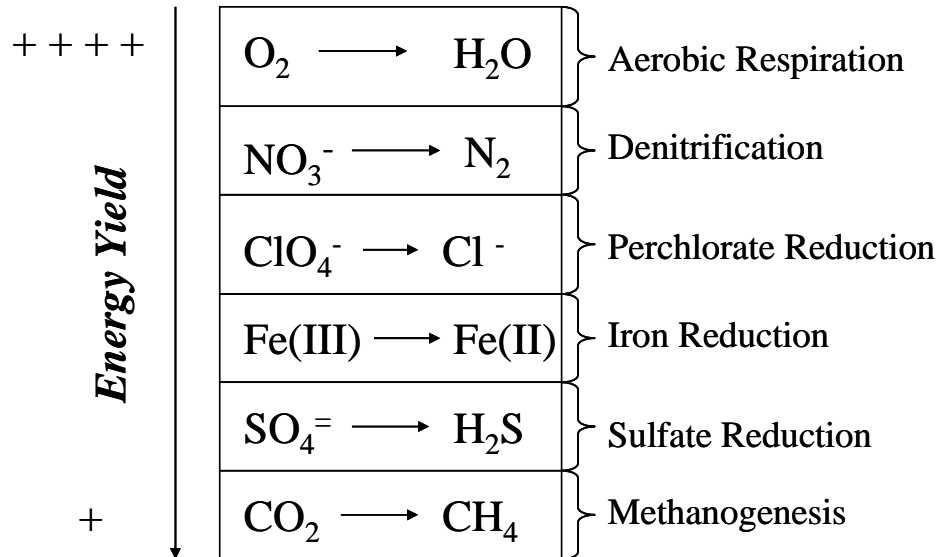 + + + +
O₂ ⟶ H₂O
Aerobic Respiration
NO₃⁻ ⟶ N₂
Denitrification
ClO₄⁻ ⟶ Cl⁻
Perchlorate Reduction
Energy Yield
Fe(III) ⟶ Fe(II)
Iron Reduction
SO₄⁼ ⟶ H₂S
Sulfate Reduction
+
CO₂ ⟶ CH₄
Methanogenesis